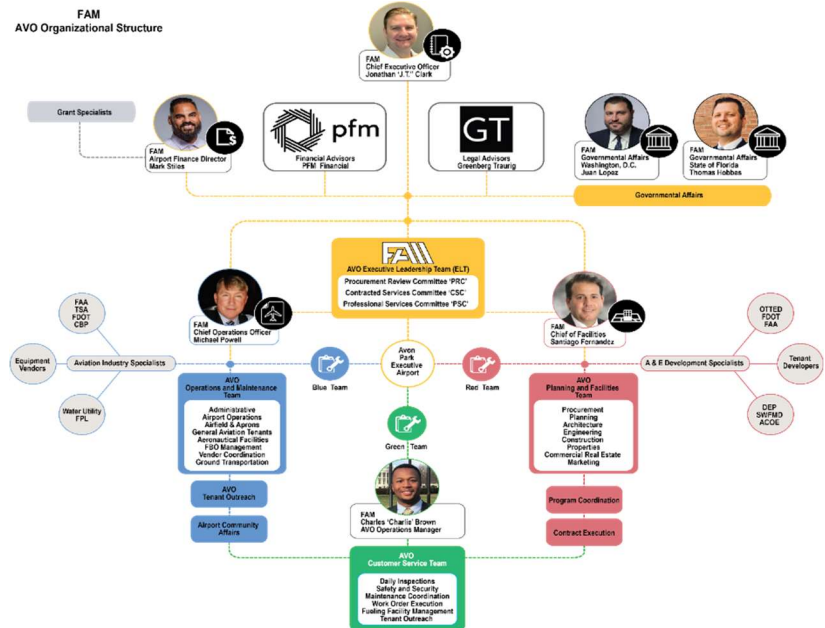 FAM
AVO Organizational Structure
FAM
Chief Executive Officer
Jonathan 'J.T." Clark
Grant Specialists
FAM
Airport Finance Director
Mark Stiles
pfm
Financial Advisors
PFM Financial
GT
Legal Advisors
Greenberg Traurig
FAM
Governmental Affairs
Washington, D.C.
Juan Lopez
FAM
Governmental Affairs
State of Florida
Thomas Hobbes
Governmental Affairs
FAM
AVO Executive Leadership Team (ELT)
Procurement Review Committee 'PRC'
Contracted Services Committee 'CSC'
Professional Services Committee 'PSC'
FAM
Chief Operations Officer
Michael Powell
FAM
Chief of Facilities
Santiago Fernandez
FAA
TSA
FDOT
CBP
Equipment
Vendors
Aviation Industry Specialists
Water Utility
FPL
Blue Team
Avon
Park
Executive
Airport
Red Team
OTTED
FDOT
FAA
A & E Development Specialists
Tenant
Developers
DEP
SWFMD
ACOE
AVO
Operations and Maintenance
Team
Administrative
Airport Operations
Airfield & Aprons
General Aviation Tenants
Aeronautical Facilities
FBO Management
Vendor Coordination
Ground Transportation
AVO
Planning and Facilities
Team
Procurement
Planning
Architecture
Engineering
Construction
Properties
Commercial Real Estate
Marketing
Green Team
AVO
Tenant Outreach
Airport Community
Affairs
FAM
Charles 'Charlis' Brown
AVO Operations Manager
Program Coordination
Contract Execution
AVO
Customer Service Team
Daily Inspections
Safety and Security
Maintenance Coordination
Work Order Execution
Fueling Facility Management
Tenant Outreach